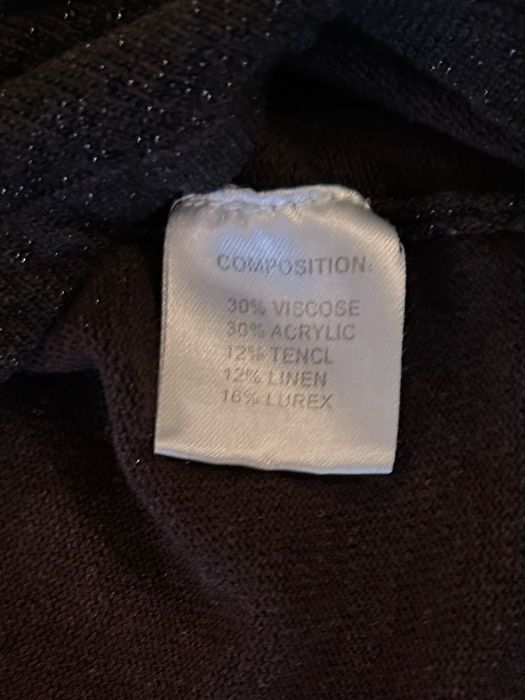 COMPOSITION:
30% VISCOSE
30% ACRYLIC
12% TENCL
12% LINEN
16% LUREX